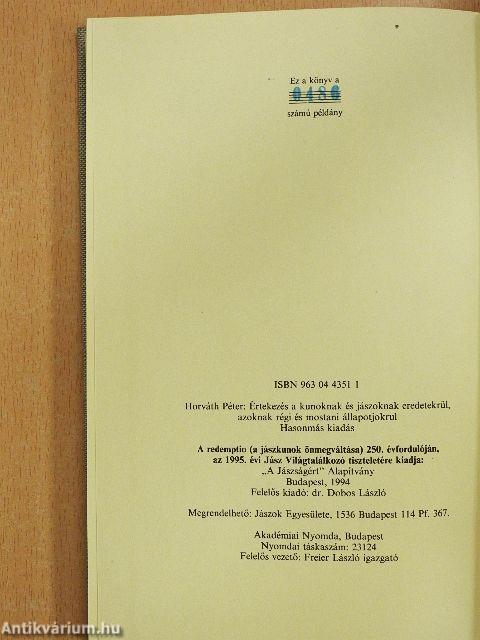 Ez a könyv a
0486
számú példány
ISBN 963 04 4351 1
Horváth Péter: Értekezés a kunoknak és jászoknak eredetekrül,
azoknak régi és mostani állapotjokrul
Hasonmás kiadás
A redemptio (a jászkunok önmegváltása) 250. évfordulóján,
az 1995. évi Jász Világtalálkozó tiszteletére kiadja:
„A Jászságért" Alapítvány
Budapest, 1994
Felelős kiadó: dr. Dobos László
Megrendelhető: Jászok Egyesülete, 1536 Budapest 114 Pf. 367.
Akadémiai Nyomda, Budapest
Nyomdai táskaszám: 23124
Felelős vezető: Freier László igazgató
Antikvárium.hu